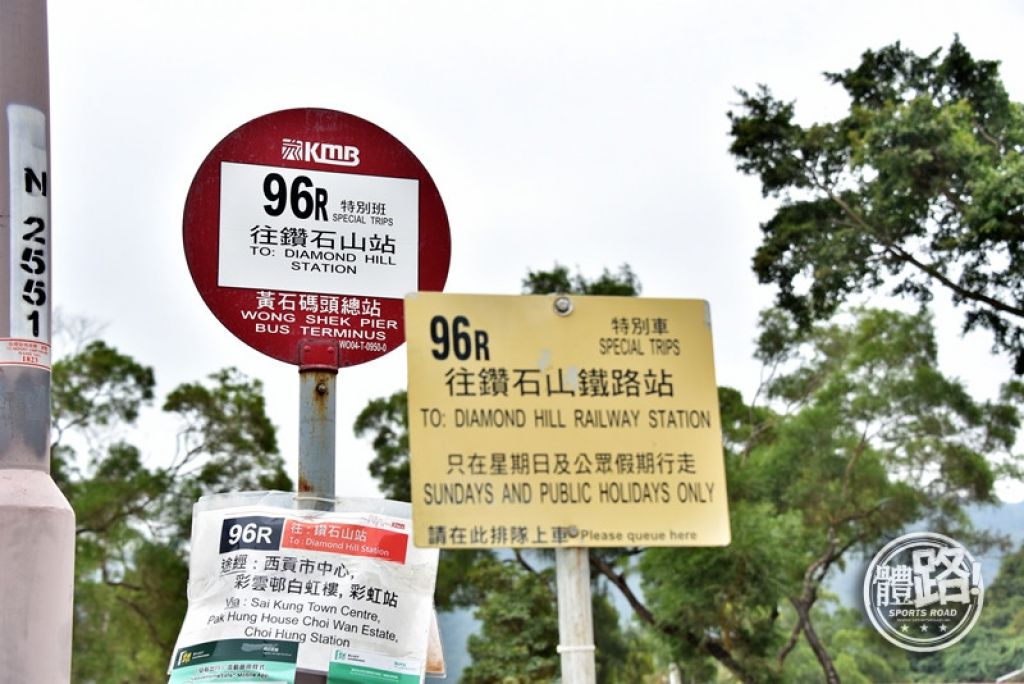 N2551
1823
KMB
96R 特別班
SPECIAL TRIPS
往鑽石山站
TO: DIAMOND HILL
STATION
黃石碼頭總站
WONG SHEK PIER
BUS TERMINUS
WO04-T-0950-0
96R 特別車
SPECIAL TRIPS
往鑽石山鐵路站
TO: DIAMOND HILL RAILWAY STATION
只在星期日及公眾假期行走
SUNDAYS AND PUBLIC HOLIDAYS ONLY
請在此排隊上車 Please queue here
96R 往：鑽石山站
To : Diamond Hill Station
途經：西貢市中心,
彩雲邨白虹樓, 彩虹站
Via : Sai Kung Town Centre,
Pak Hung House Choi Wan Estate,
Choi Hung Station
體路!
SPORTS ROAD